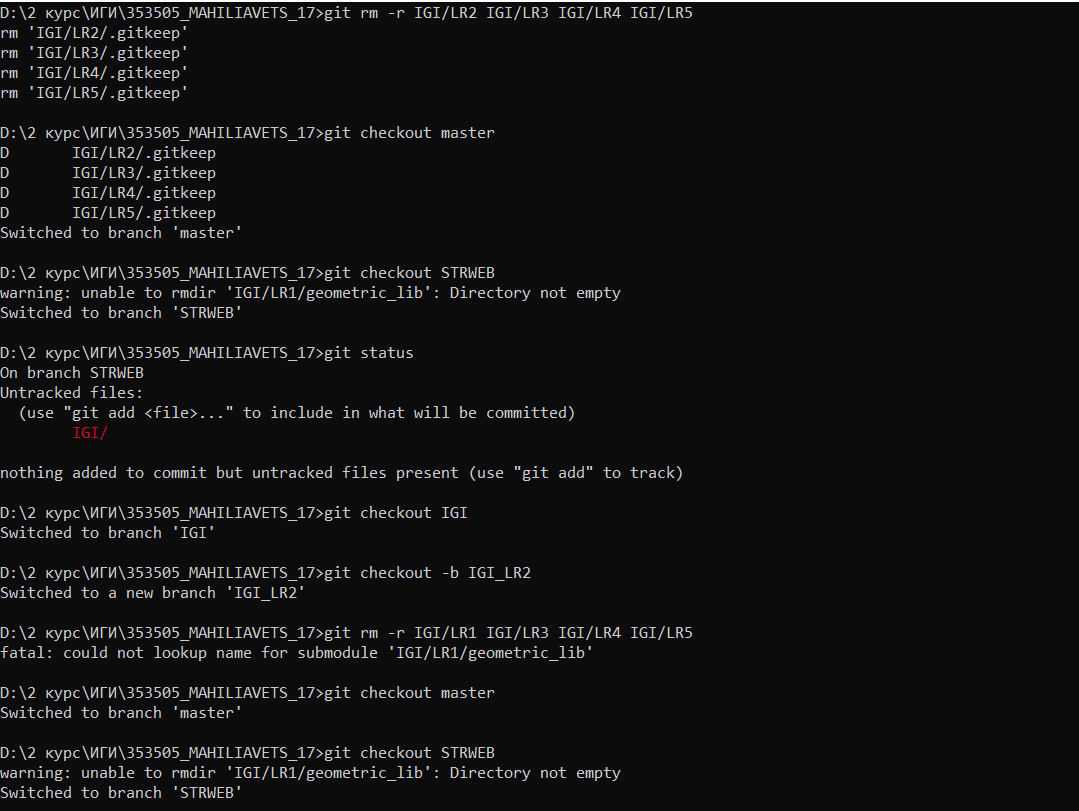 D:\2 курс\ИГИ\353505_MAHILIAVETS_17>git rm -r IGI/LR2 IGI/LR3 IGI/LR4 IGI/LR5
rm 'IGI/LR2/.gitkeep'
rm 'IGI/LR3/.gitkeep'
rm 'IGI/LR4/.gitkeep'
rm 'IGI/LR5/.gitkeep'
D:\2 курс\ИГИ\353505_MAHILIAVETS_17>git checkout master
D       IGI/LR2/.gitkeep
D       IGI/LR3/.gitkeep
D       IGI/LR4/.gitkeep
D       IGI/LR5/.gitkeep
Switched to branch 'master'
D:\2 курс\ИГИ\353505_MAHILIAVETS_17>git checkout STRWEB
warning: unable to rmdir 'IGI/LR1/geometric_lib': Directory not empty
Switched to branch 'STRWEB'
D:\2 курс\ИГИ\353505_MAHILIAVETS_17>git status
On branch STRWEB
Untracked files:
  (use "git add <file>..." to include in what will be committed)
        IGI/
nothing added to commit but untracked files present (use "git add" to track)
D:\2 курс\ИГИ\353505_MAHILIAVETS_17>git checkout IGI
Switched to branch 'IGI'
D:\2 курс\ИГИ\353505_MAHILIAVETS_17>git checkout -b IGI_LR2
Switched to a new branch 'IGI_LR2'
D:\2 курс\ИГИ\353505_MAHILIAVETS_17>git rm -r IGI/LR1 IGI/LR3 IGI/LR4 IGI/LR5
fatal: could not lookup name for submodule 'IGI/LR1/geometric_lib'
D:\2 курс\ИГИ\353505_MAHILIAVETS_17>git checkout master
Switched to branch 'master'
D:\2 курс\ИГИ\353505_MAHILIAVETS_17>git checkout STRWEB
warning: unable to rmdir 'IGI/LR1/geometric_lib': Directory not empty
Switched to branch 'STRWEB'